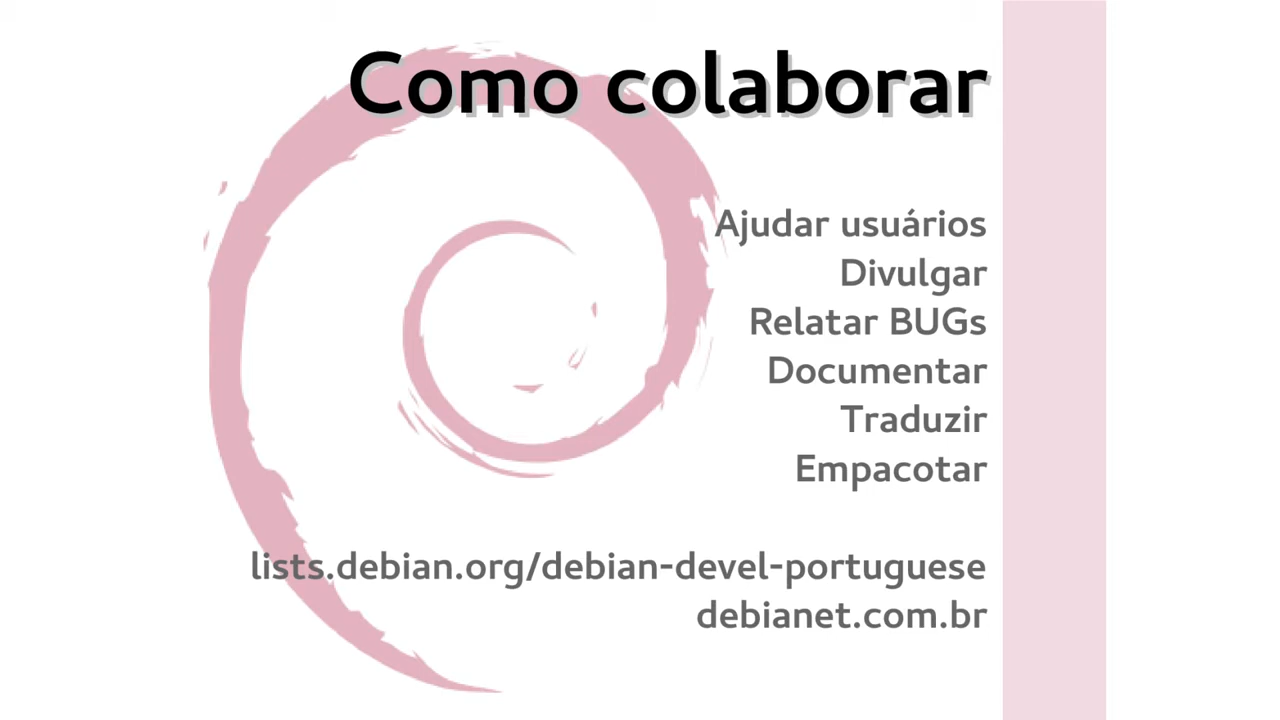 Como colaborar
Ajudar usuários
Divulgar
Relatar BUGs
Documentar
Traduzir
Empacotar
lists.debian.org/debian-devel-portuguese
debianet.com.br